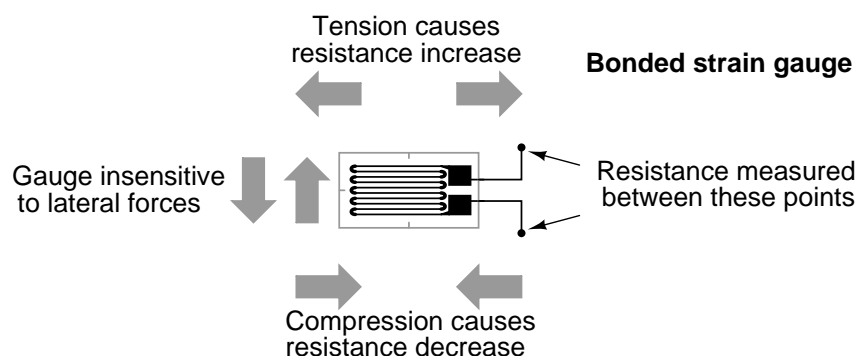 Tension causes
resistance increase
Bonded strain gauge
Gauge insensitive
to lateral forces
Resistance measured
between these points
Compression causes
resistance decrease